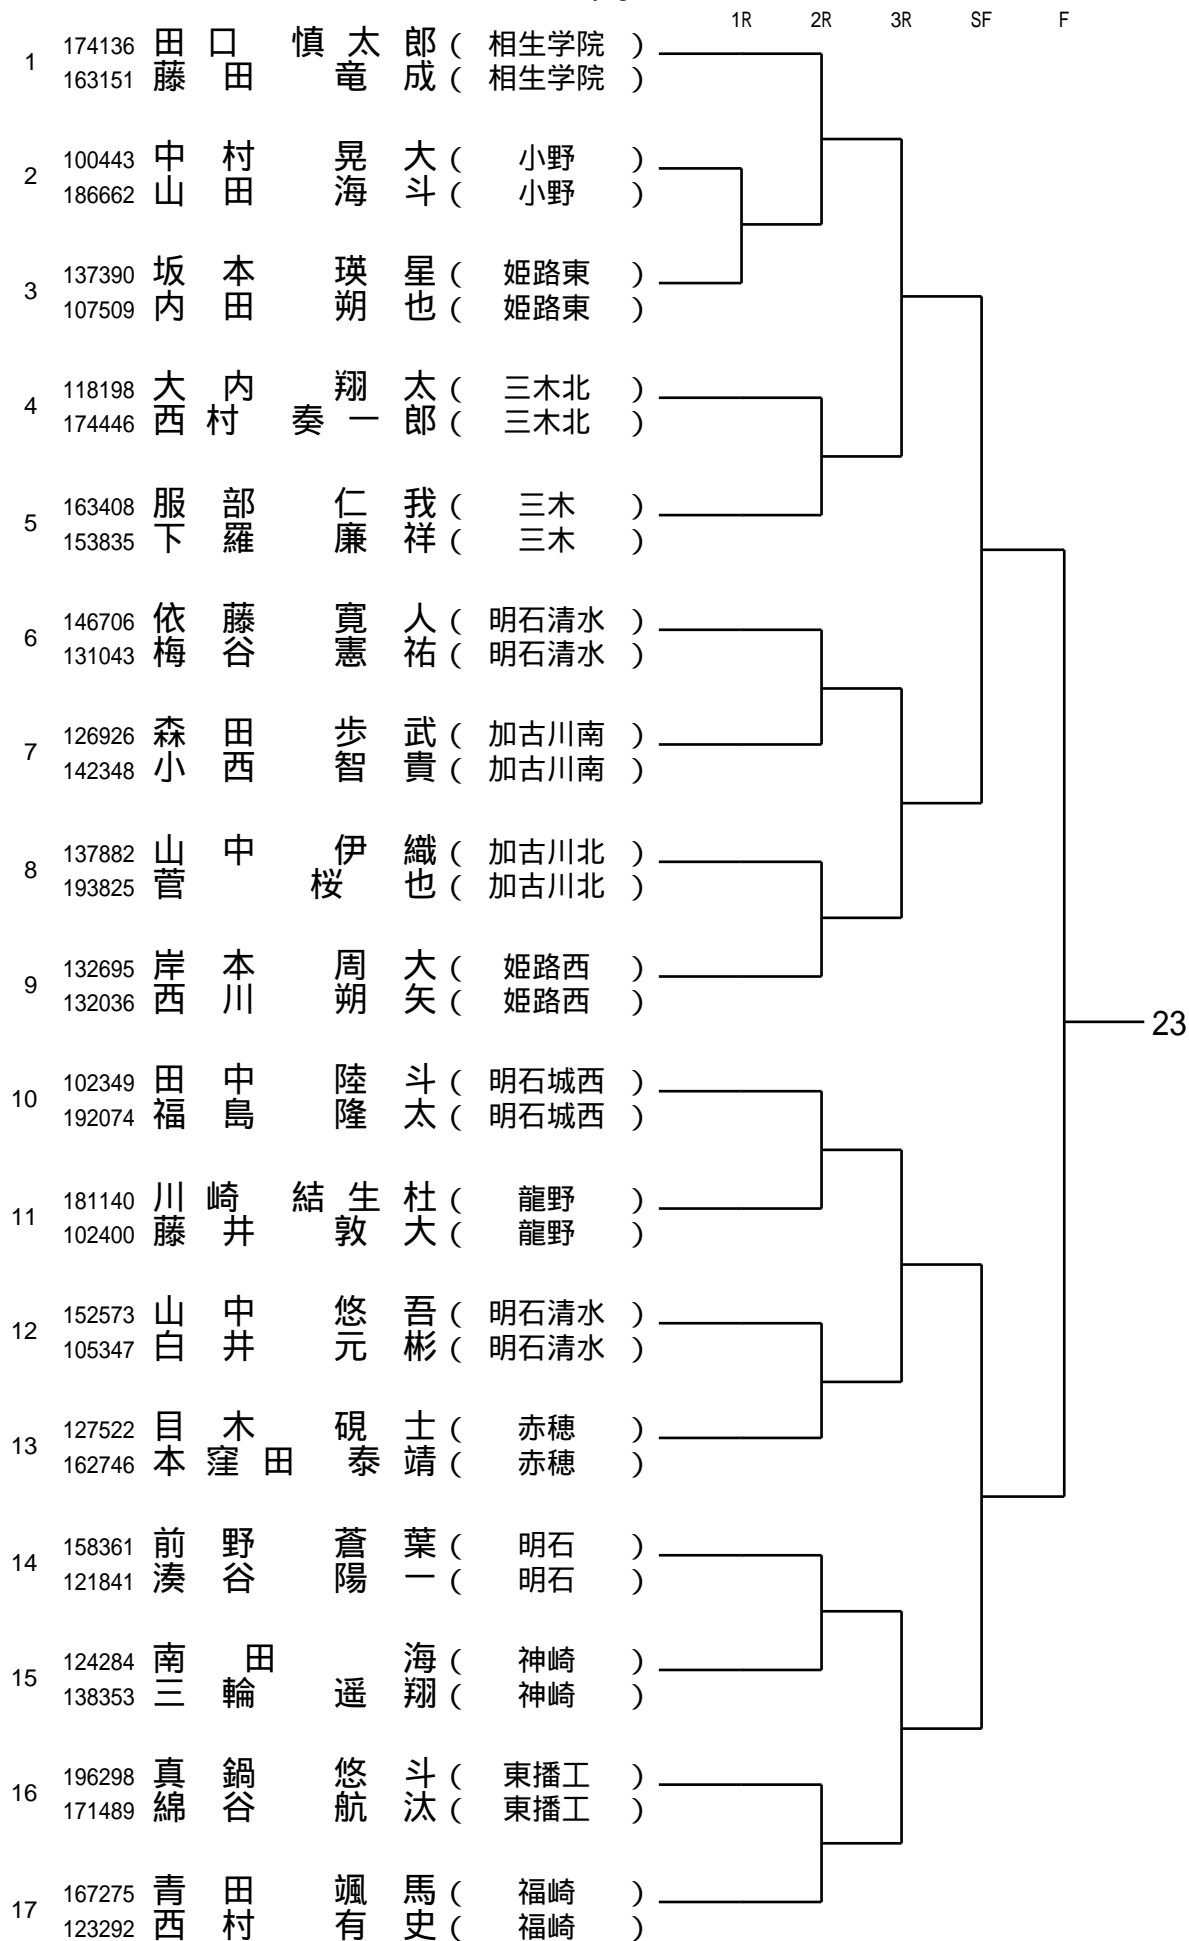 1R 2R 3R SF F
1 174136 田口 慎太郎 ( 相生学院 )
163151 藤田 竜成 ( 相生学院 )
2 100443 中村 晃大 ( 小野 )
186662 山田 海斗 ( 小野 )
3 137390 坂本 瑛星 ( 姫路東 )
107509 内田 朔也 ( 姫路東 )
4 118198 大内 翔太 ( 三木北 )
174446 西村 奏一郎 ( 三木北 )
5 163408 服部 仁我 ( 三木 )
153835 下羅 廉祥 ( 三木 )
6 146706 依藤 寛人 ( 明石清水 )
131043 梅谷 憲祐 ( 明石清水 )
7 126926 森田 歩武 ( 加古川南 )
142348 小西 智貴 ( 加古川南 )
8 137882 山中 伊織 ( 加古川北 )
193825 菅 桜也 ( 加古川北 )
9 132695 岸本 周大 ( 姫路西 )
132036 西川 朔矢 ( 姫路西 )
23
10 102349 田中 陸斗 ( 明石城西 )
192074 福島 隆太 ( 明石城西 )
11 181140 川崎 結生杜 ( 龍野 )
102400 藤井 敦大 ( 龍野 )
12 152573 山中 悠吾 ( 明石清水 )
105347 白井 元彬 ( 明石清水 )
13 127522 目木 硯士 ( 赤穂 )
162746 本窪田 泰靖 ( 赤穂 )
14 158361 前野 蒼葉 ( 明石 )
121841 湊谷 陽一 ( 明石 )
15 124284 南田 海 ( 神崎 )
138353 三輪 遥翔 ( 神崎 )
16 196298 真鍋 悠斗 ( 東播工 )
171489 綿谷 航汰 ( 東播工 )
17 167275 青田 颯馬 ( 福崎 )
123292 西村 有史 ( 福崎 )